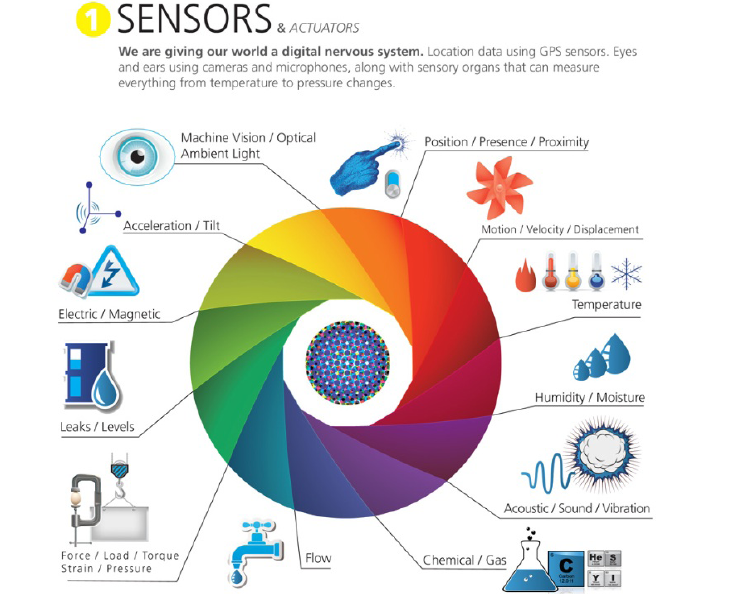 1 SENSORS & ACTUATORS
We are giving our world a digital nervous system. Location data using GPS sensors. Eyes
and ears using cameras and microphones, along with sensory organs that can measure
everything from temperature to pressure changes.
Machine Vision / Optical
Ambient Light
Position / Presence / Proximity
Acceleration / Tilt
Motion / Velocity / Displacement
Electric / Magnetic
Temperature
Humidity / Moisture
Leaks / Levels
Acoustic / Sound / Vibration
Force / Load / Torque
Strain / Pressure
Flow
Chemical / Gas
C
Carbon
He
S
Y
I